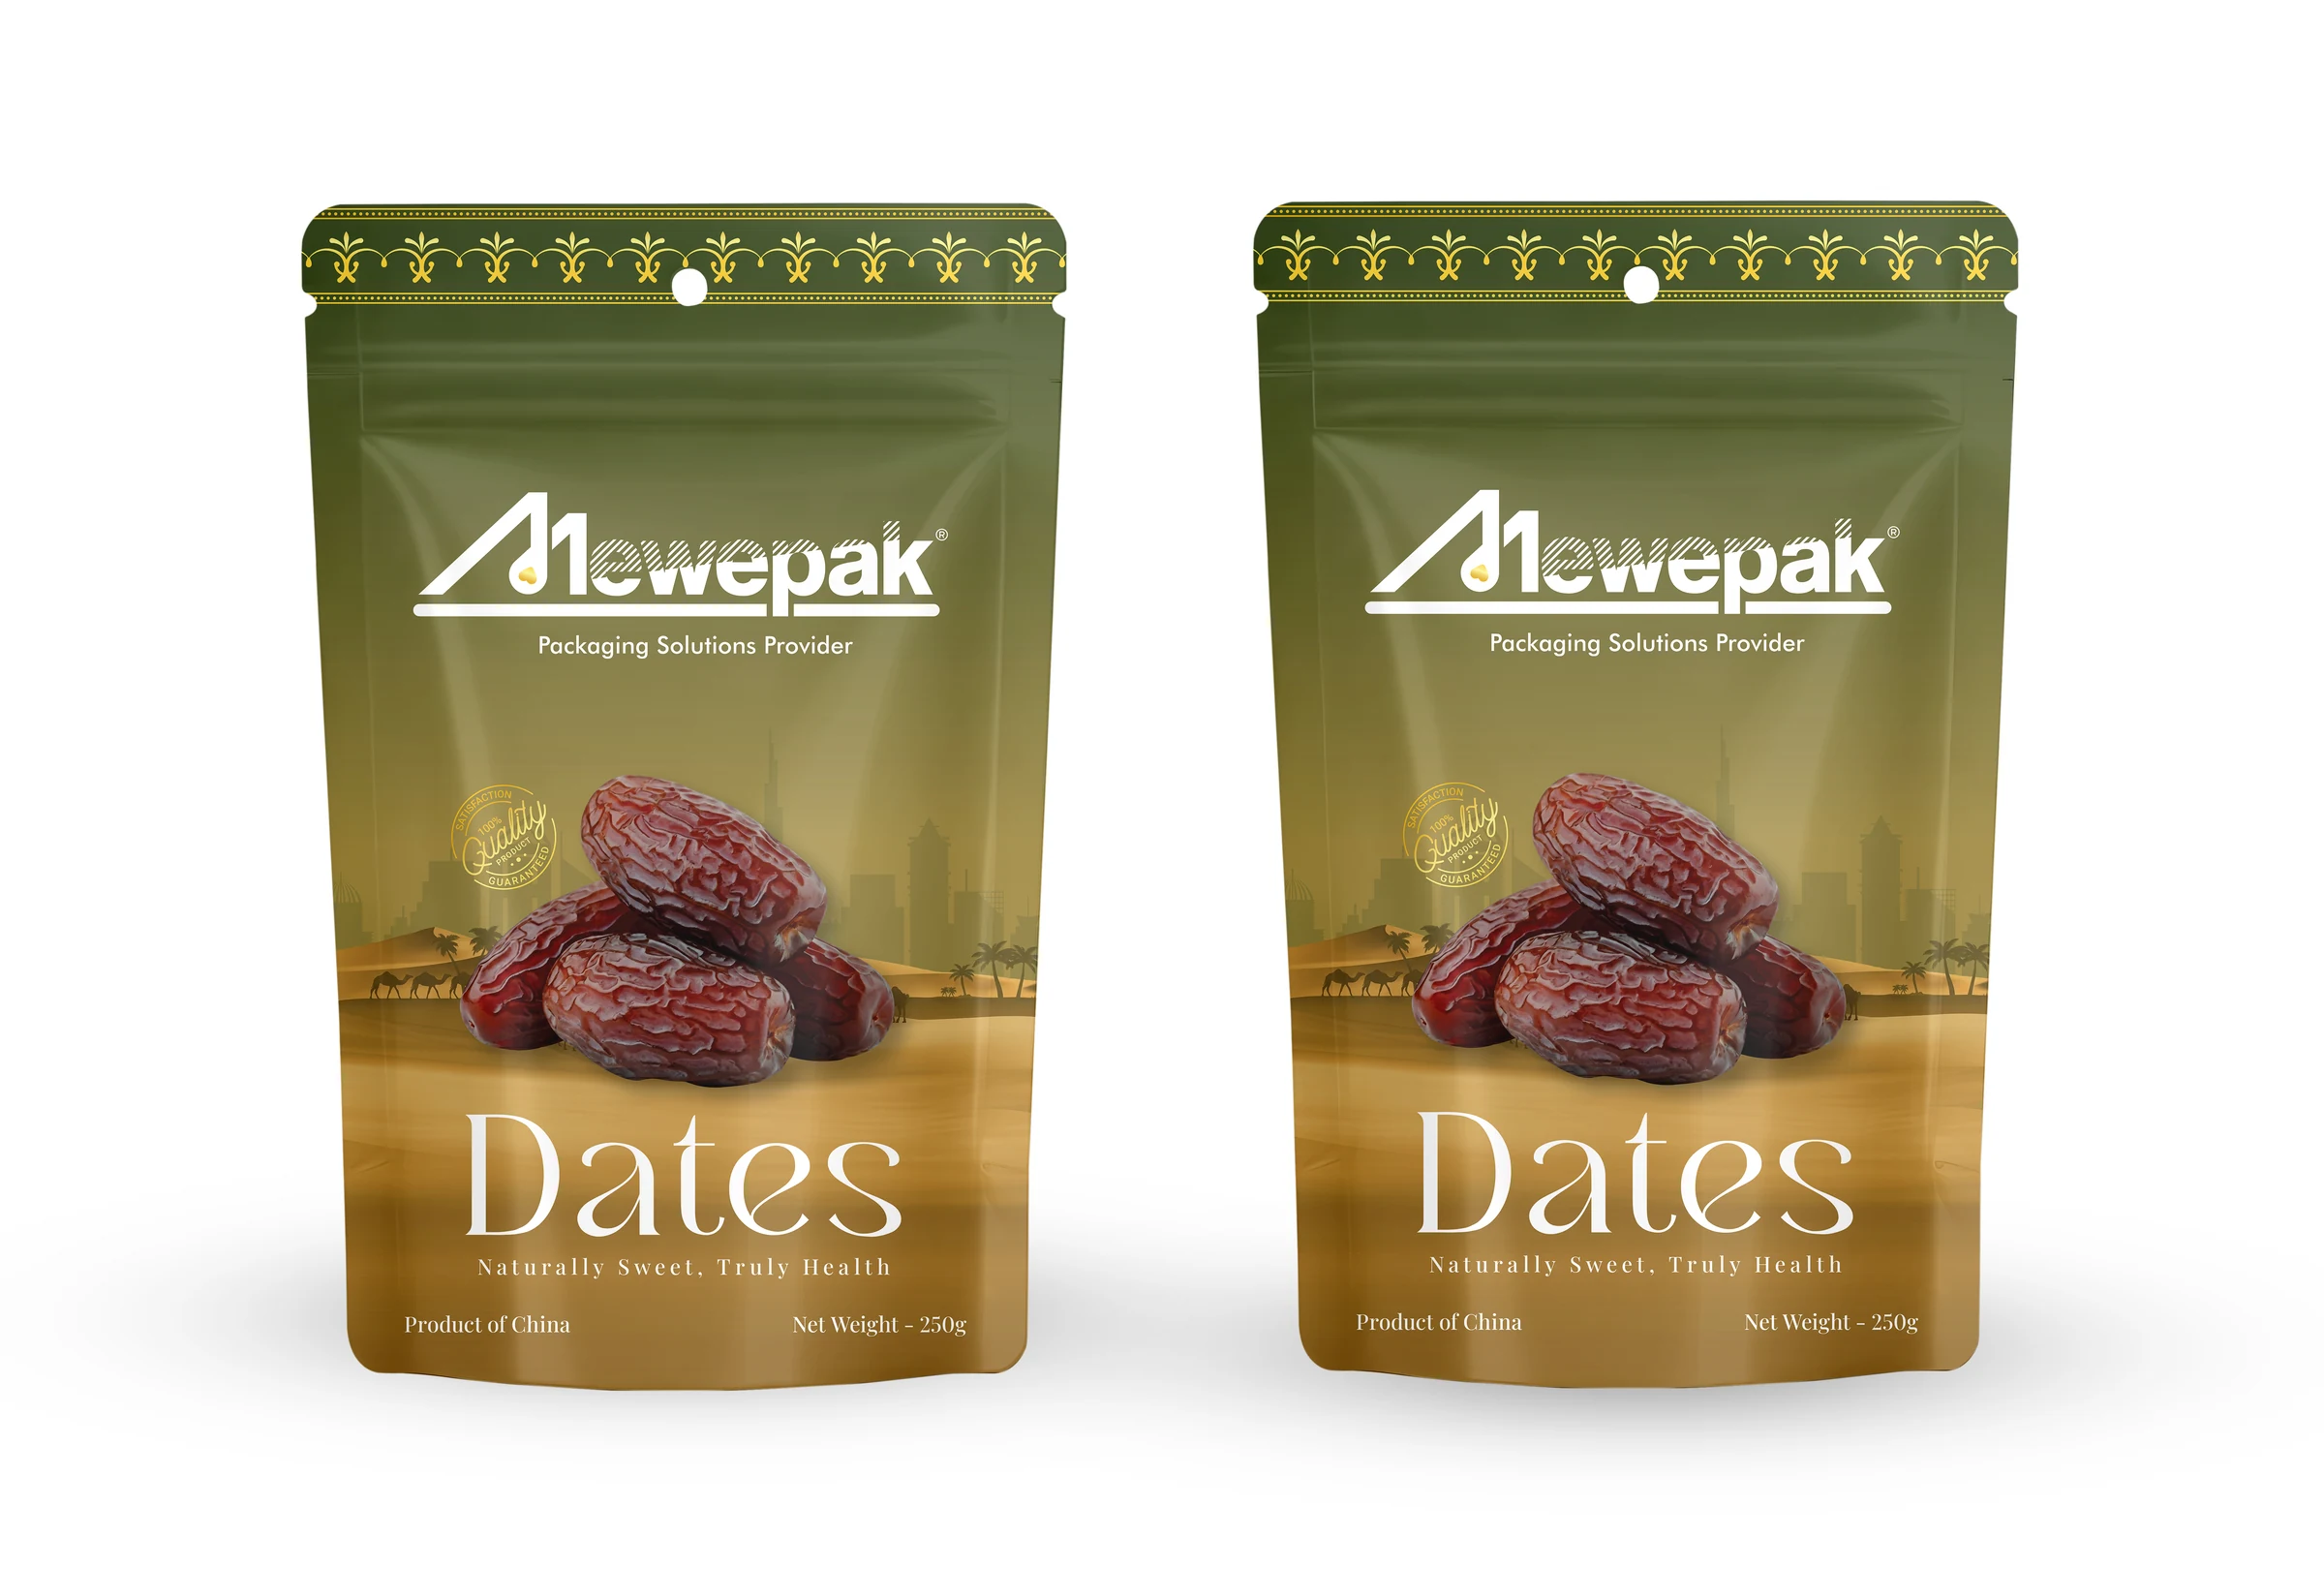 Mewepak®
Packaging Solutions Provider
SATISFACTION
100%
Quality
PRODUCT
GUARANTEED
Dates
Naturally Sweet, Truly Health
Product of China
Net Weight - 250g
Mewepak®
Packaging Solutions Provider
SATISFACTION
100%
Quality
PRODUCT
GUARANTEED
Dates
Naturally Sweet, Truly Health
Product of China
Net Weight - 250g